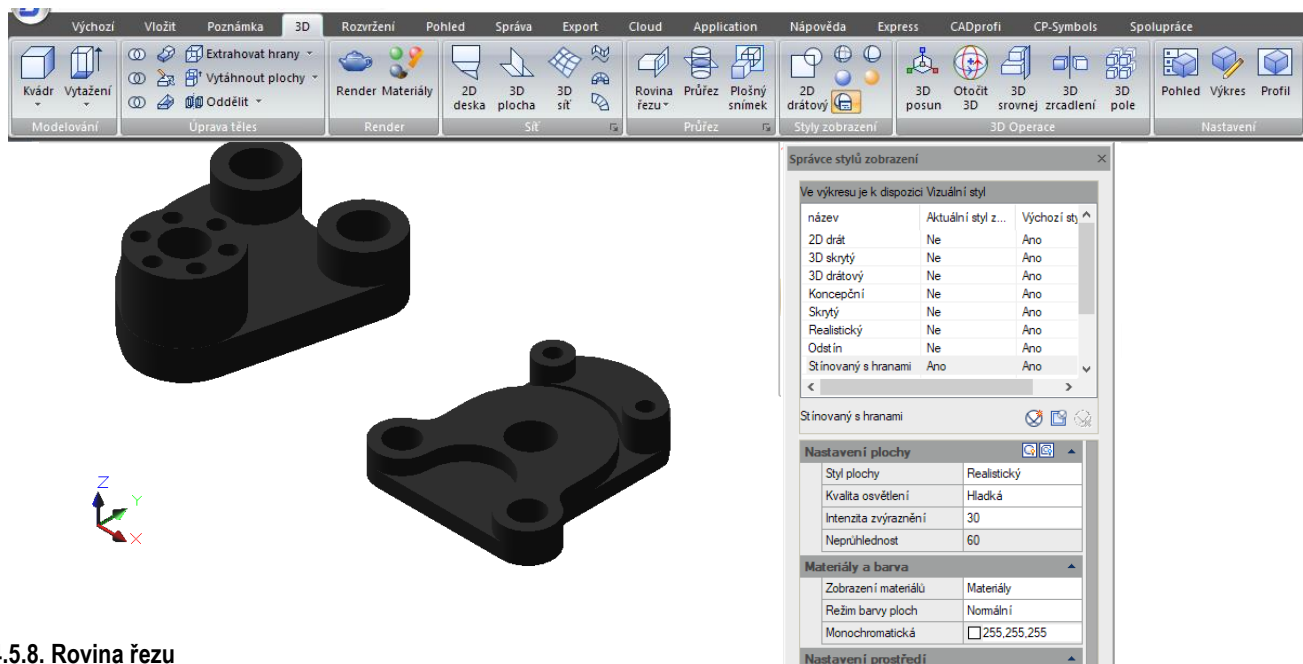 Výchozí Vložit Poznámka 3D Rozvržení Pohled Správa Export Cloud Application Nápověda Express CADprofi CP-Symbols Spolupráce
Kvádr Vytažení
Extrahovat hrany
Vytáhnout plochy
Oddělit
Render Materiály
2D deska
3D plocha
3D síť
Rovina řezu
Průřez
Plošný snímek
2D drátový
3D posun
Otočit 3D
3D srovnej
3D zrcadlení
3D pole
Pohled Výkres Profil
Modelování Úprava těles Render Síť Průřez Styly zobrazení 3D Operace Nastavení
Správce stylů zobrazení
Ve výkresu je k dispozici Vizuální styl
název Aktuální styl z... Výchozí sty
2D drát Ne Ano
3D skrytý Ne Ano
3D drátový Ne Ano
Koncepční Ne Ano
Skrytý Ne Ano
Realistický Ne Ano
Odstín Ne Ano
Stínovaný s hranami Ano Ano
Stínovaný s hranami
Nastavení plochy
Styl plochy Realistický
Kvalita osvětlení Hladká
Intenzita zvýraznění 30
Neprůhlednost 60
Materiály a barva
Zobrazení materiálů Materiály
Režim barvy ploch Normální
Monochromatická 255,255,255
Nastavení prostředí
Z
Y
X
.5.8. Rovina řezu